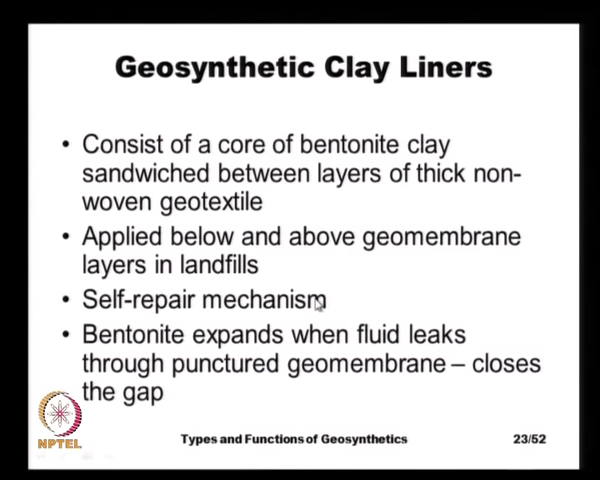 Geosynthetic Clay Liners
• Consist of a core of bentonite clay
sandwiched between layers of thick non-
woven geotextile
• Applied below and above geomembrane
layers in landfills
• Self-repair mechanism
• Bentonite expands when fluid leaks
through punctured geomembrane – closes
the gap
NPTEL
Types and Functions of Geosynthetics
23/52